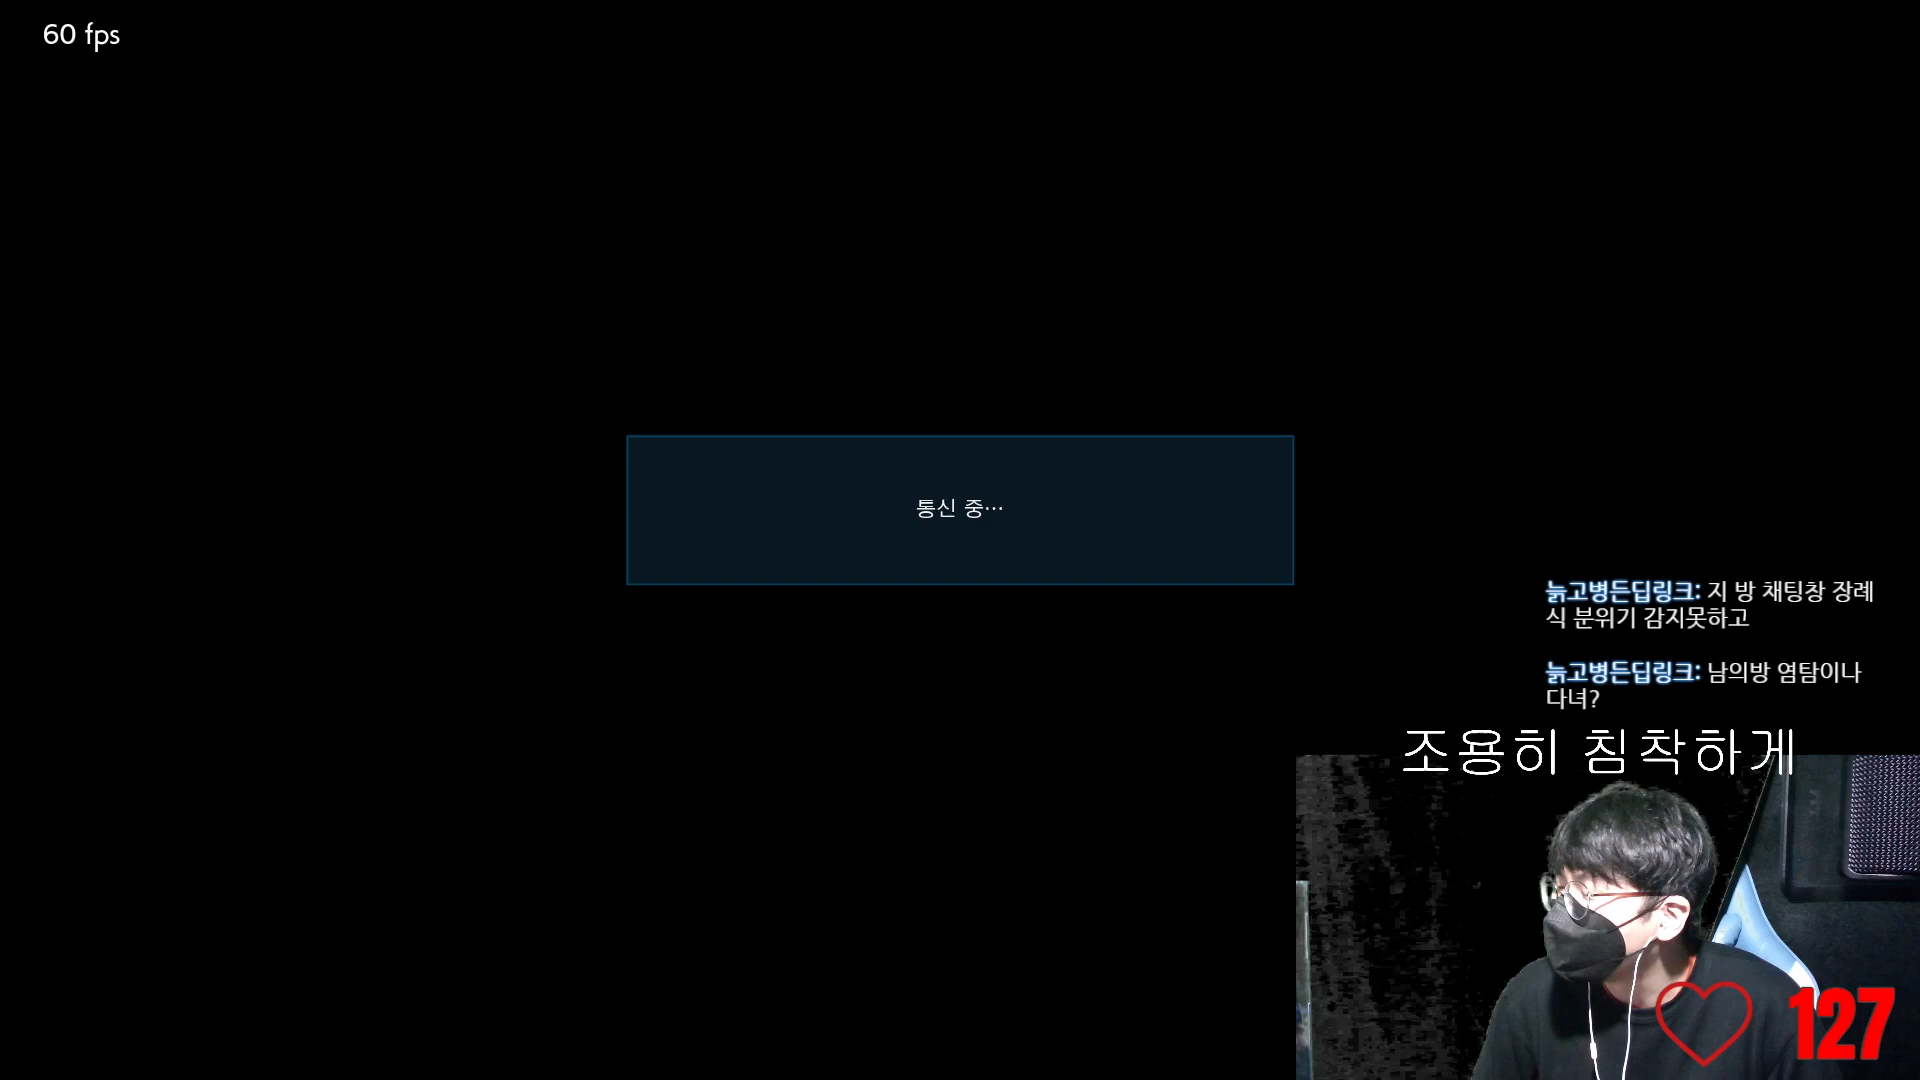 60 fps
통신 중…
늙고병든딥링크: 지 방 채팅창 장례
식 분위기 감지못하고
늙고병든딥링크: 남의방 염탐이나
다녀?
조용히 침착하게
127